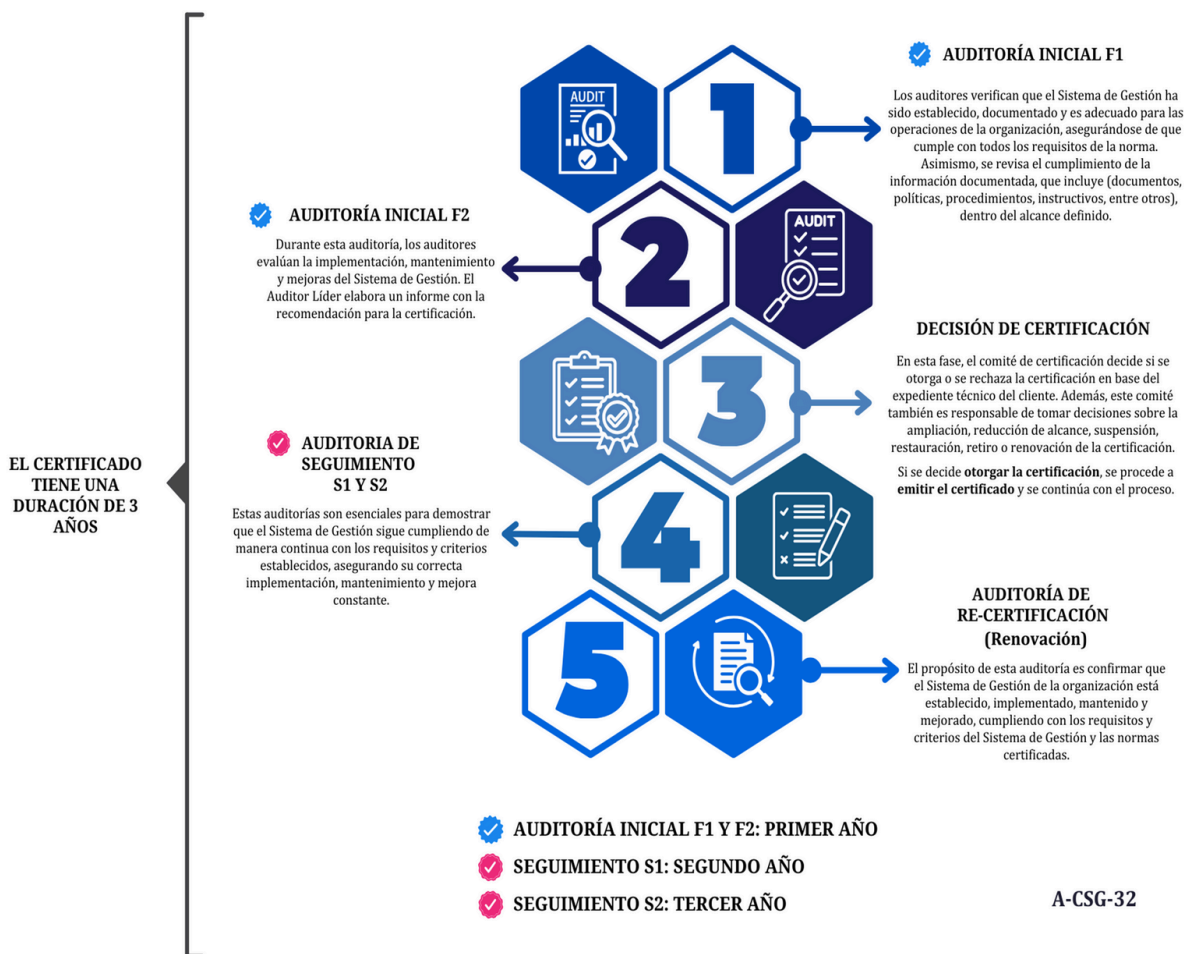 EL CERTIFICADO
TIENE UNA
DURACIÓN DE 3
AÑOS
AUDIT
1
AUDITORÍA INICIAL F1
Los auditores verifican que el Sistema de Gestión ha
sido establecido, documentado y es adecuado para las
operaciones de la organización, asegurándose de que
cumple con todos los requisitos de la norma.
Asimismo, se revisa el cumplimiento de la
información documentada, que incluye (documentos,
políticas, procedimientos, instructivos, entre otros),
dentro del alcance definido.
AUDITORÍA INICIAL F2
Durante esta auditoría, los auditores
evalúan la implementación, mantenimiento
y mejoras del Sistema de Gestión. El
Auditor Líder elabora un informe con la
recomendación para la certificación.
2
AUDIT
3
DECISIÓN DE CERTIFICACIÓN
En esta fase, el comité de certificación decide si se
otorga o se rechaza la certificación en base del
expediente técnico del cliente. Además, este comité
también es responsable de tomar decisiones sobre la
ampliación, reducción de alcance, suspensión,
restauración, retiro o renovación de la certificación.
Si se decide otorgar la certificación, se procede a
emitir el certificado y se continúa con el proceso.
AUDITORIA DE
SEGUIMIENTO
S1 Y S2
Estas auditorías son esenciales para demostrar
que el Sistema de Gestión sigue cumpliendo de
manera continua con los requisitos y criterios
establecidos, asegurando su correcta
implementación, mantenimiento y mejora
constante.
4
5
AUDITORÍA DE
RE-CERTIFICACIÓN
(Renovación)
El propósito de esta auditoría es confirmar que
el Sistema de Gestión de la organización está
establecido, implementado, mantenido y
mejorado, cumpliendo con los requisitos y
criterios del Sistema de Gestión y las normas
certificadas.
AUDITORÍA INICIAL F1 Y F2: PRIMER AÑO
SEGUIMIENTO S1: SEGUNDO AÑO
SEGUIMIENTO S2: TERCER AÑO
A-CSG-32